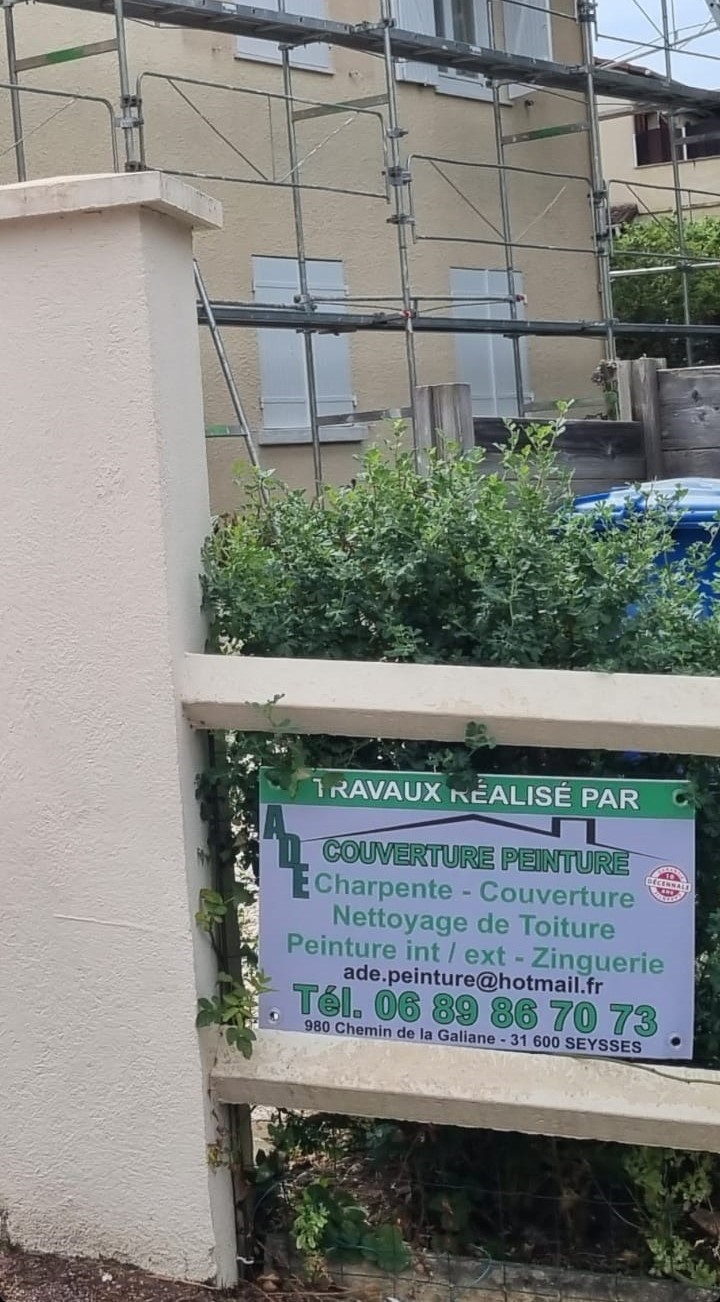 TRAVAUX RÉALISÉ PAR
ADE
COUVERTURE PEINTURE
Charpente - Couverture
DÉCENNALE
Nettoyage de Toiture
Peinture int / ext - Zinguerie
ade.peinture@hotmail.fr
Tél. 06 89 86 70 73
980 Chemin de la Galiane - 31 600 SEYSSES